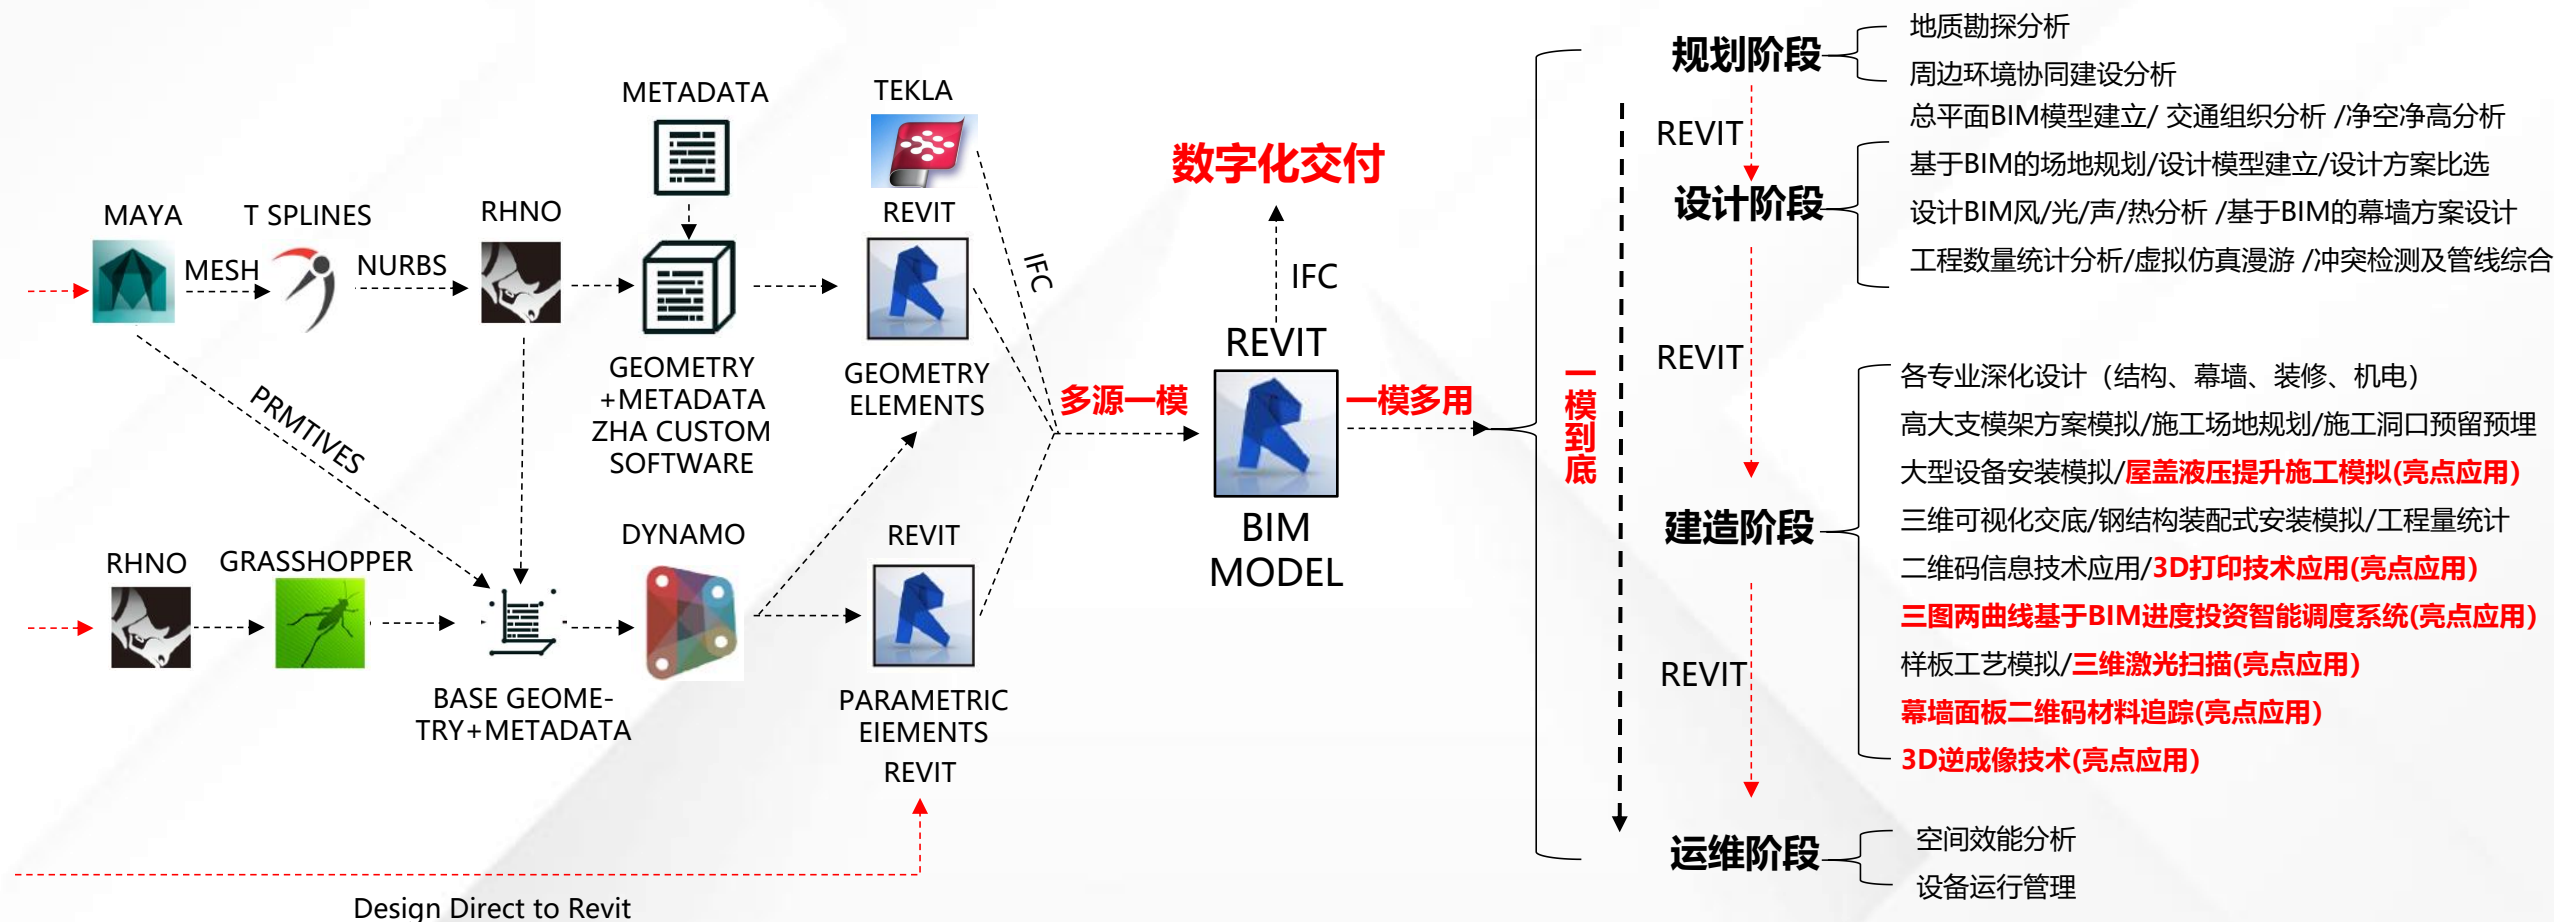 METADATA
TEKLA
MAYA
T SPLINES
RHNO
REVIT
MESH
NURBS
IFC
GEOMETRY
+METADATA
ZHA CUSTOM
SOFTWARE
GEOMETRY
ELEMENTS
PRMTIVES
RHNO
GRASSHOPPER
DYNAMO
REVIT
BASE GEOME-
TRY+METADATA
PARAMETRIC
EIEMENTS
REVIT
Design Direct to Revit
多源一模
数字化交付
IFC
REVIT
BIM
MODEL
一模多用
一模到底
规划阶段
地质勘探分析
周边环境协同建设分析
REVIT
设计阶段
总平面BIM模型建立/ 交通组织分析 /净空净高分析
基于BIM的场地规划/设计模型建立/设计方案比选
设计BIM风/光/声/热分析 /基于BIM的幕墙方案设计
工程数量统计分析/虚拟仿真漫游 /冲突检测及管线综合
REVIT
建造阶段
各专业深化设计（结构、幕墙、装修、机电）
高大支模架方案模拟/施工场地规划/施工洞口预留预埋
大型设备安装模拟/屋盖液压提升施工模拟(亮点应用)
三维可视化交底/钢结构装配式安装模拟/工程量统计
二维码信息技术应用/3D打印技术应用(亮点应用)
三图两曲线基于BIM进度投资智能调度系统(亮点应用)
样板工艺模拟/三维激光扫描(亮点应用)
幕墙面板二维码材料追踪(亮点应用)
3D逆成像技术(亮点应用)
REVIT
运维阶段
空间效能分析
设备运行管理